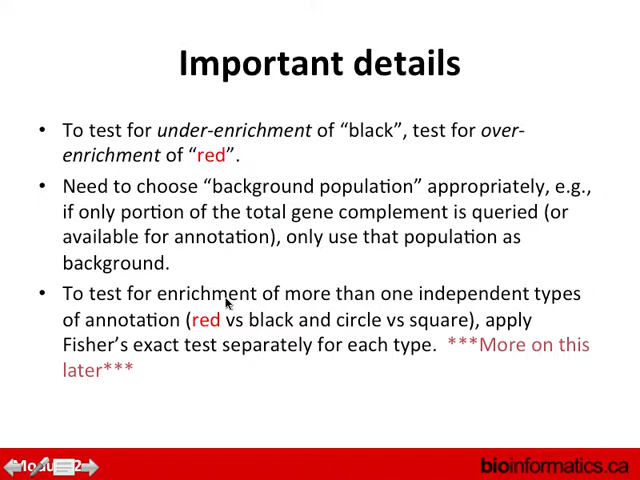 Important details
• To test for under-enrichment of “black”, test for over-
enrichment of “red”.
• Need to choose “background population” appropriately, e.g.,
if only portion of the total gene complement is queried (or
available for annotation), only use that population as
background.
• To test for enrichment of more than one independent types
of annotation (red vs black and circle vs square), apply
Fisher’s exact test separately for each type. ***More on this
later***
bioinformatics.ca